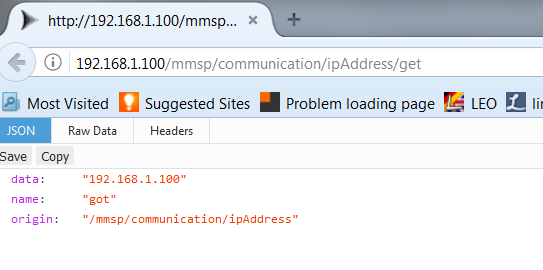 http://192.168.1.100/mmsp...
192.168.1.100/mmsp/communication/ipAddress/get
Most Visited Suggested Sites Problem loading page LEO
JSON Raw Data Headers
Save Copy
data: "192.168.1.100"
name: "got"
origin: "/mmsp/communication/ipAddress"